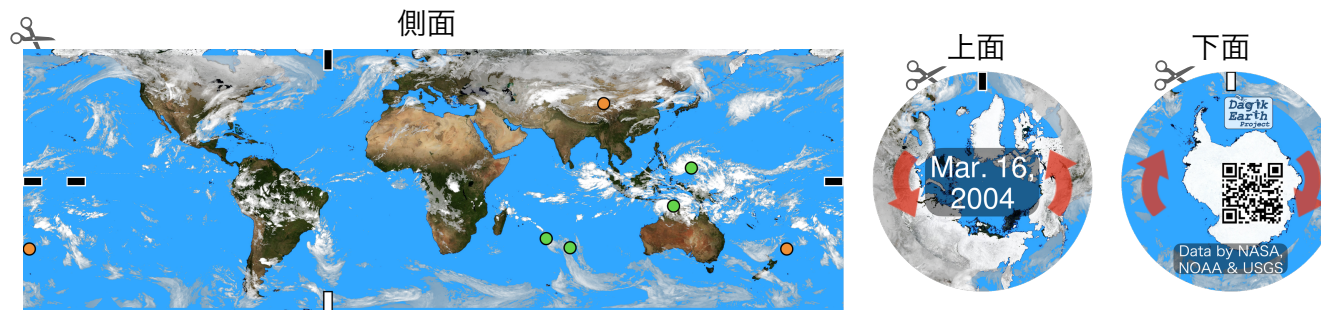 側面
上面
下面
Mar. 16,
2004
Dagik
Earth
Project
Data by NASA,
NOAA & USGS